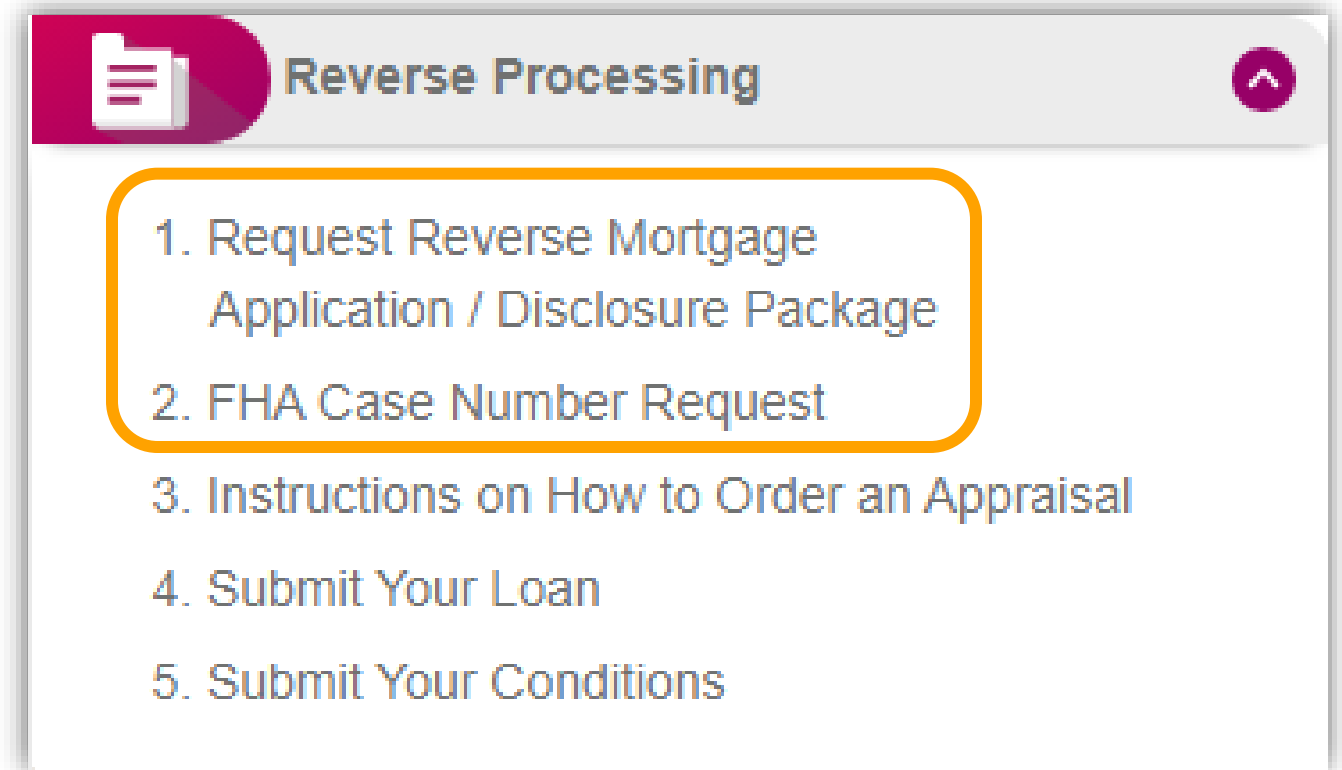 Reverse Processing
1. Request Reverse Mortgage
Application / Disclosure Package
2. FHA Case Number Request
3. Instructions on How to Order an Appraisal
4. Submit Your Loan
5. Submit Your Conditions